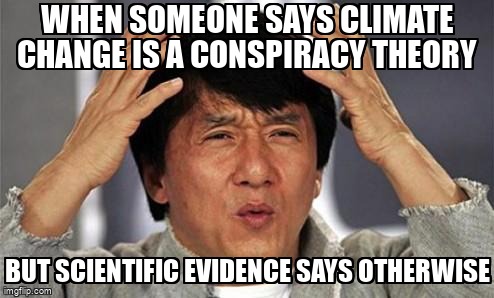 WHEN SOMEONE SAYS CLIMATE
CHANGE IS A CONSPIRACY THEORY
BUT SCIENTIFIC EVIDENCE SAYS OTHERWISE
imgflip.com